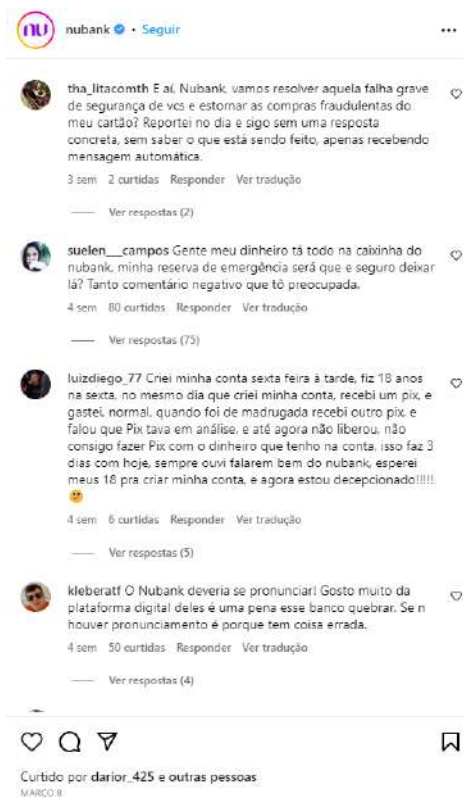 nu
nubank • Seguir
tha_litacomth E aí, Nubank, vamos resolver aquela falha grave
de segurança de vcs e estornar as compras fraudulentas do
meu cartão? Reportei no dia e sigo sem uma resposta
concreta, sem saber o que está sendo feito, apenas recebendo
mensagem automática.
3 sem 2 curtidas Responder Ver tradução
Ver respostas (2)
suelen___campos Gente meu dinheiro tá todo na caixinha do
nubank, minha reserva de emergência será que e seguro deixar
lá? Tanto comentário negativo que tô preocupada.
4 sem 80 curtidas Responder Ver tradução
Ver respostas (75)
luizdiego_77 Criei minha conta sexta feira à tarde, fiz 18 anos
na sexta, no mesmo dia que criei minha conta, recebi um pix, e
gastei, normal, quando foi de madrugada recebi outro pix, e
falou que Pix tava em análise, e até agora não liberou, não
consigo fazer Pix com o dinheiro que tenho na conta, isso faz 3
dias com hoje, sempre ouvi falarem bem do nubank, esperei
meus 18 pra criar minha conta, e agora estou decepcionado!!!!!
4 sem 6 curtidas Responder Ver tradução
Ver respostas (5)
kleberatf O Nubank deveria se pronunciar! Gosto muito da
plataforma digital deles é uma pena esse banco quebrar. Se n
houver pronunciamento é porque tem coisa errada.
4 sem 50 curtidas Responder Ver tradução
Ver respostas (4)
Curtido por darior_425 e outras pessoas
MARÇO 8